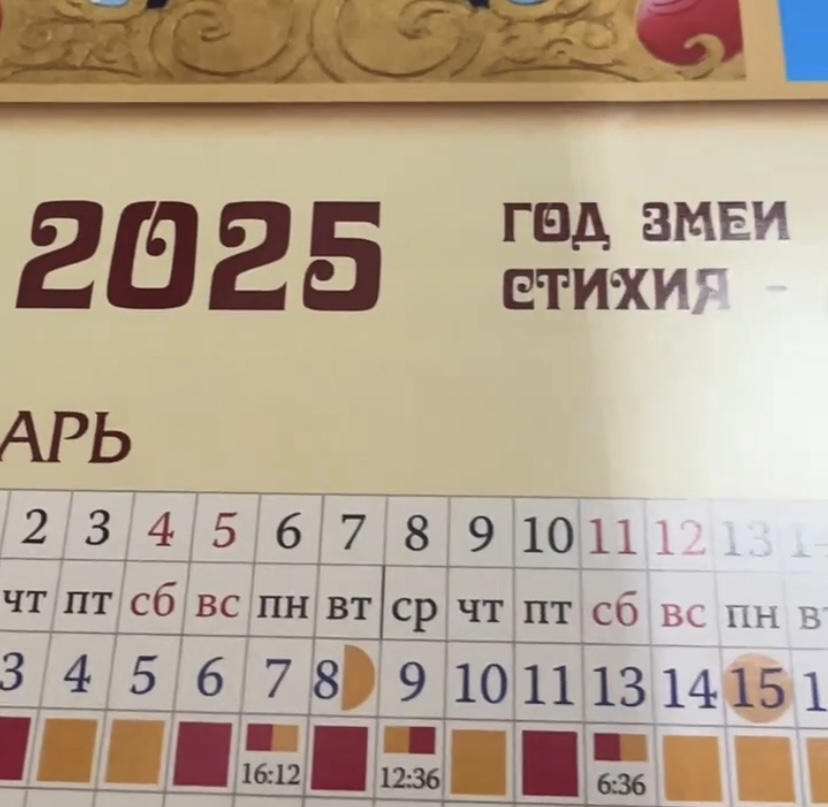 2025
ГОД ЗМЕИ
СТИХИЯ -
АРЬ
2 3 4 5 6 7 8 9 10 11 12 13 14
чт пт сб вс пн вт ср чт пт сб вс пн вт
3 4 5 6 7 8 9 10 11 13 14 15
16:12 12:36 6:36